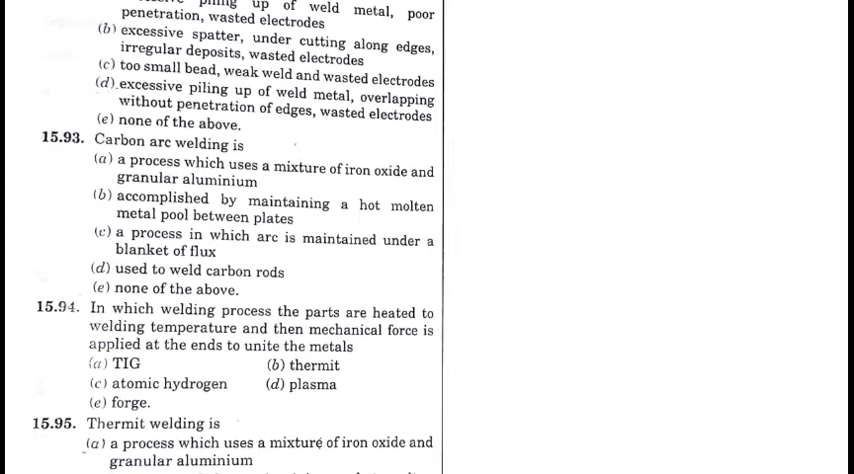 piling up of weld metal, poor
penetration, wasted electrodes
(b) excessive spatter, under cutting along edges,
irregular deposits, wasted electrodes
(c) too small bead, weak weld and wasted electrodes
(d) excessive piling up of weld metal, overlapping
without penetration of edges, wasted electrodes
(e) none of the above.
15.93. Carbon arc welding is
(a) a process which uses a mixture of iron oxide and
granular aluminium
(b) accomplished by maintaining a hot molten
metal pool between plates
(c) a process in which arc is maintained under a
blanket of flux
(d) used to weld carbon rods
(e) none of the above.
15.94. In which welding process the parts are heated to
welding temperature and then mechanical force is
applied at the ends to unite the metals
(a) TIG (b) thermit
(c) atomic hydrogen (d) plasma
(e) forge.
15.95. Thermit welding is
(a) a process which uses a mixture of iron oxide and
granular aluminium